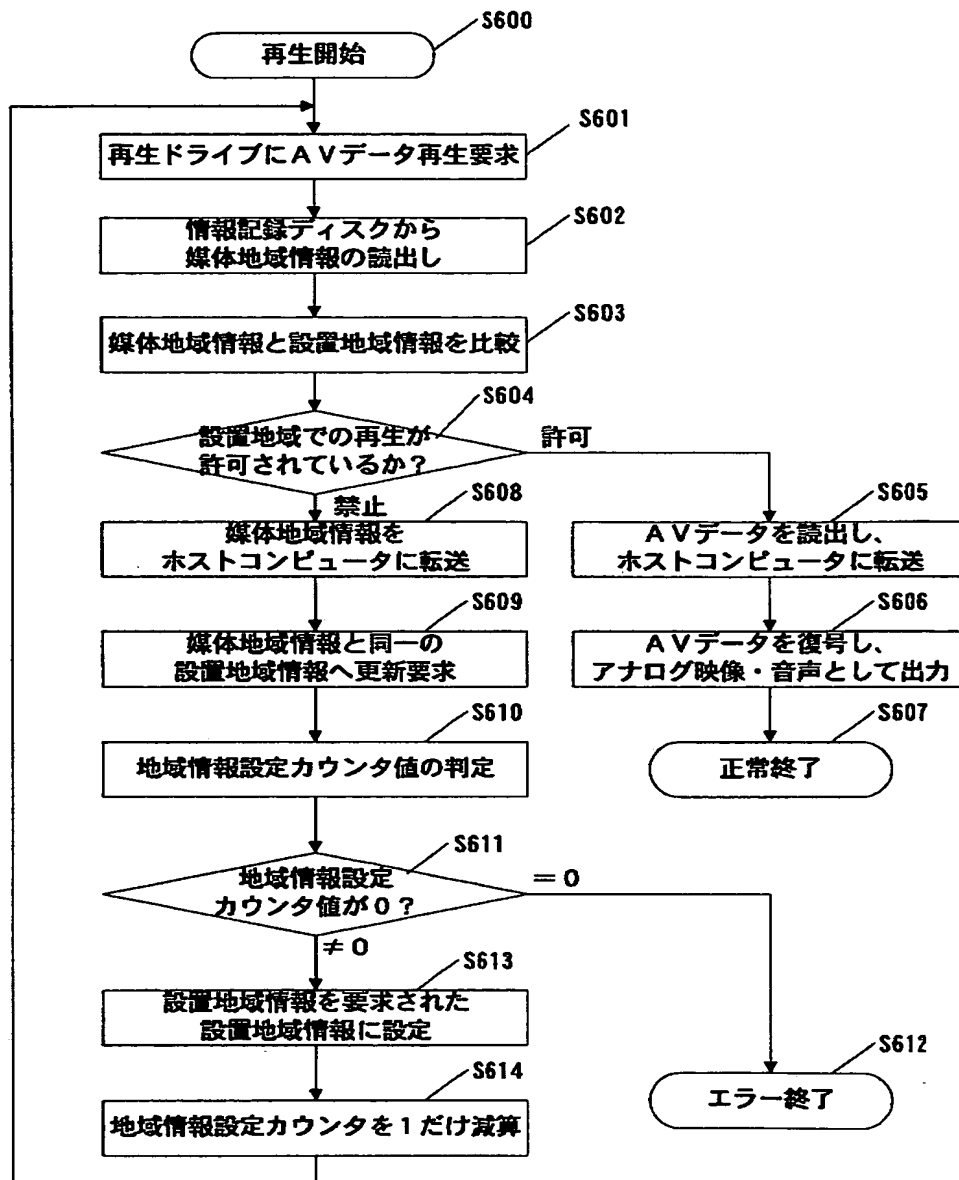 S600
再生開始
S601
再生ドライブにAVデータ再生要求
S602
情報記録ディスクから
媒体地域情報の読出し
S603
媒体地域情報と設置地域情報を比較
S604
設置地域での再生が
許可されているか？
許可
禁止
S608
媒体地域情報を
ホストコンピュータに転送
S605
AVデータを読出し、
ホストコンピュータに転送
S609
媒体地域情報と同一の
設置地域情報へ更新要求
S606
AVデータを復号し、
アナログ映像・音声として出力
S610
地域情報設定カウンタ値の判定
S607
正常終了
S611
地域情報設定
カウンタ値が0？
＝0
≠0
S613
設置地域情報を要求された
設置地域情報に設定
S612
エラー終了
S614
地域情報設定カウンタを1だけ減算